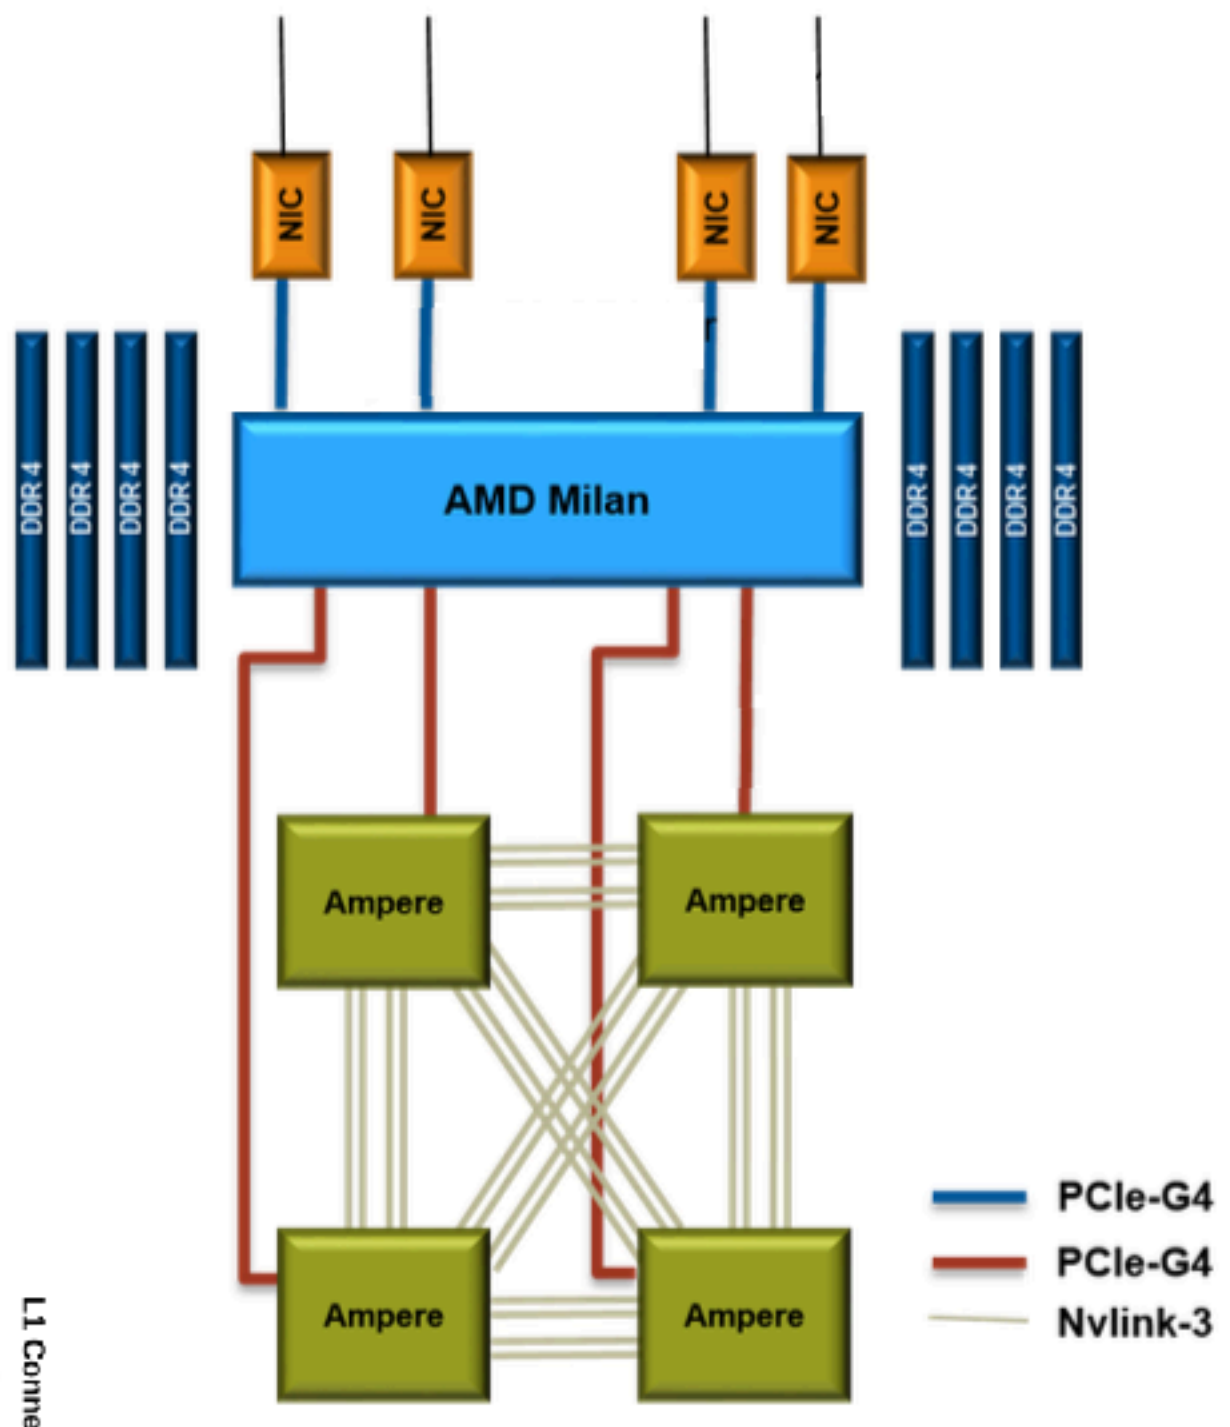 NIC
NIC
NIC
NIC
DDR 4
DDR 4
DDR 4
DDR 4
AMD Milan
DDR 4
DDR 4
DDR 4
DDR 4
Ampere
Ampere
Ampere
Ampere
PCIe-G4
PCIe-G4
Nvlink-3
L1 Conne
r